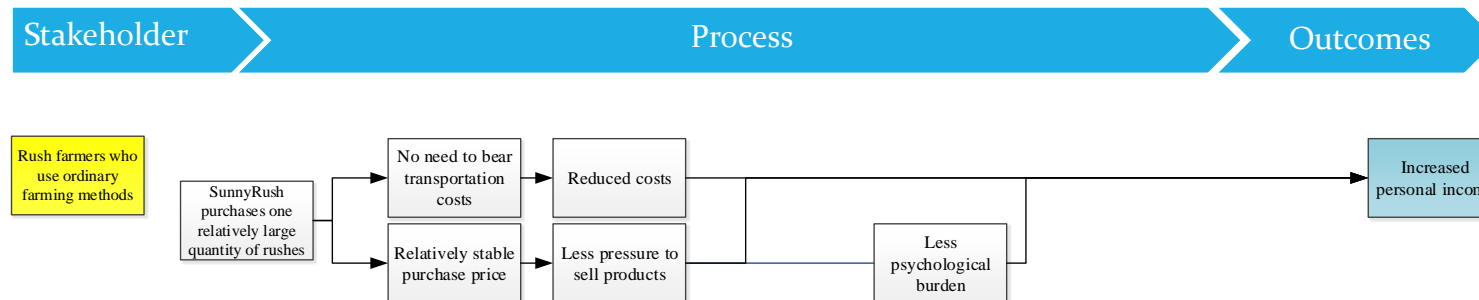 Stakeholder
Process
Outcomes
Rush farmers who
use ordinary
farming methods
SunnyRush
purchases one
relatively large
quantity of rushes
No need to bear
transportation
costs
Reduced costs
Relatively stable
purchase price
Less pressure to
sell products
Less
psychological
burden
Increased
personal